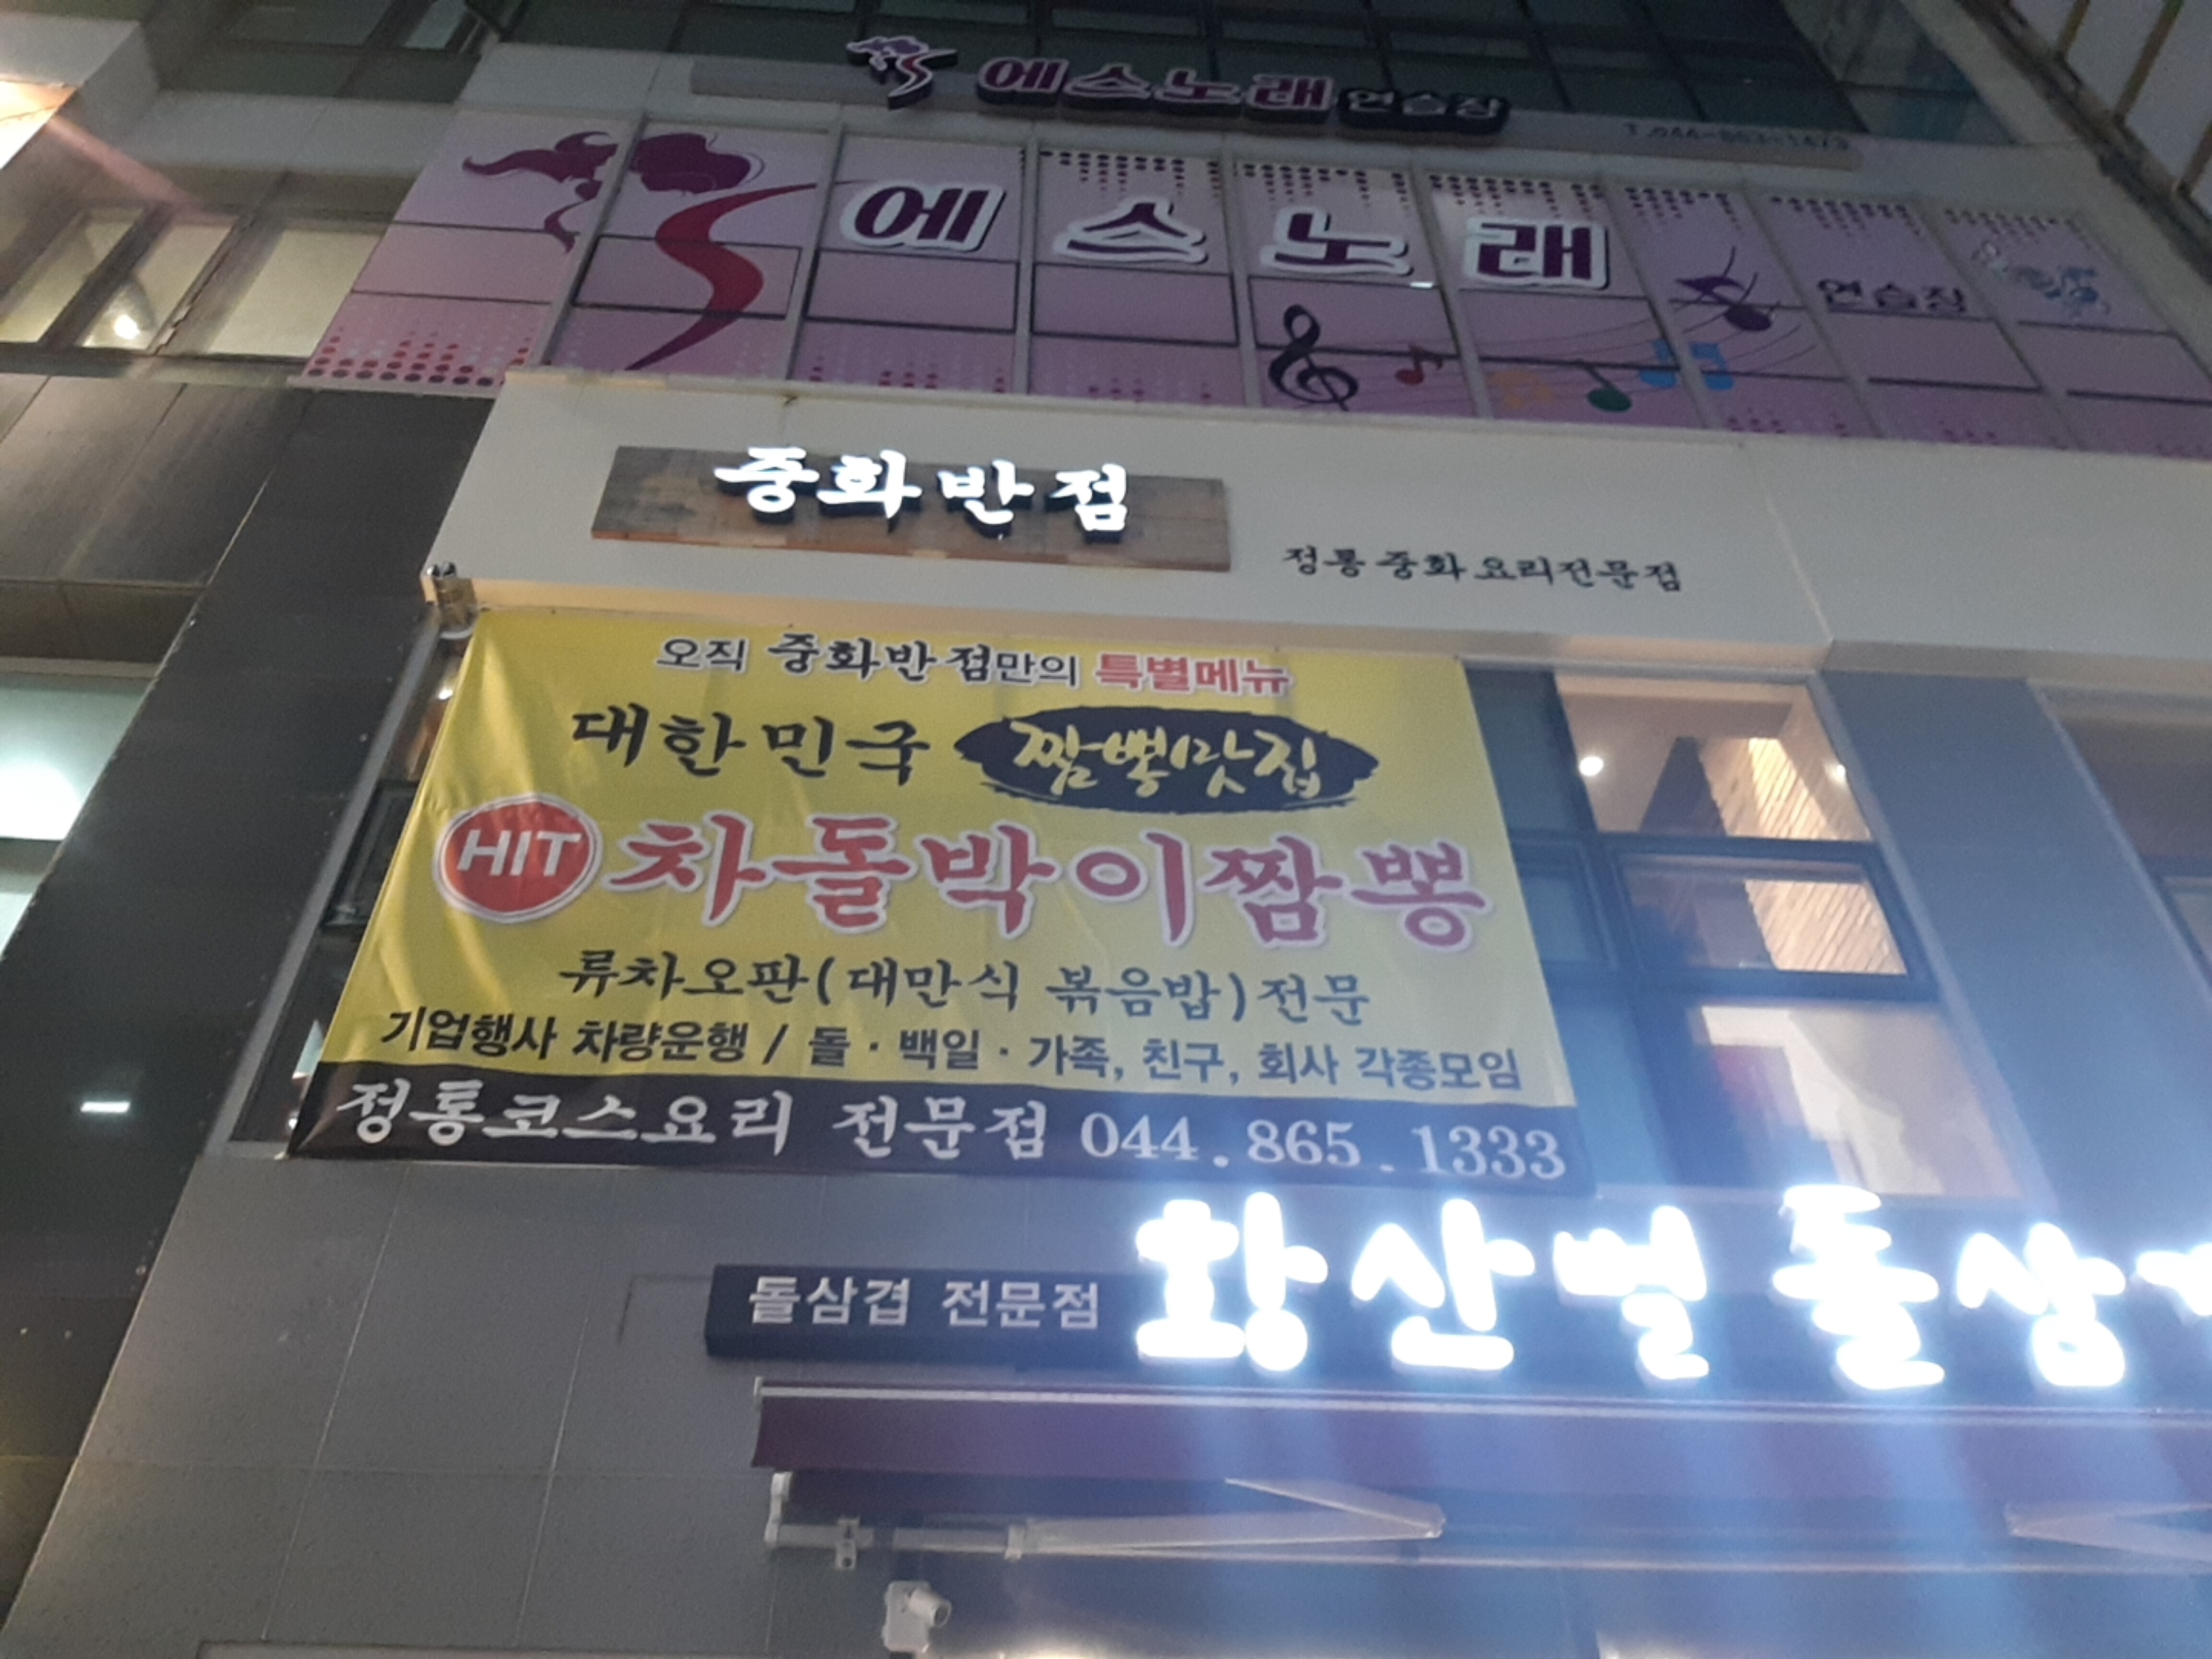 에스노래 연습장
에스노래
연습장
중화반점
정통 중화 요리전문점
오직 중화반점만의 특별메뉴
대한민국 짬뽕맛집
HIT 차돌박이짬뽕
류차오판(대만식 볶음밥)전문
기업행사 차량운행 / 돌 · 백일 · 가족, 친구, 회사 각종모임
정통코스요리 전문점 044.865.1333
돌삼겹 전문점 황산벌 돌삼